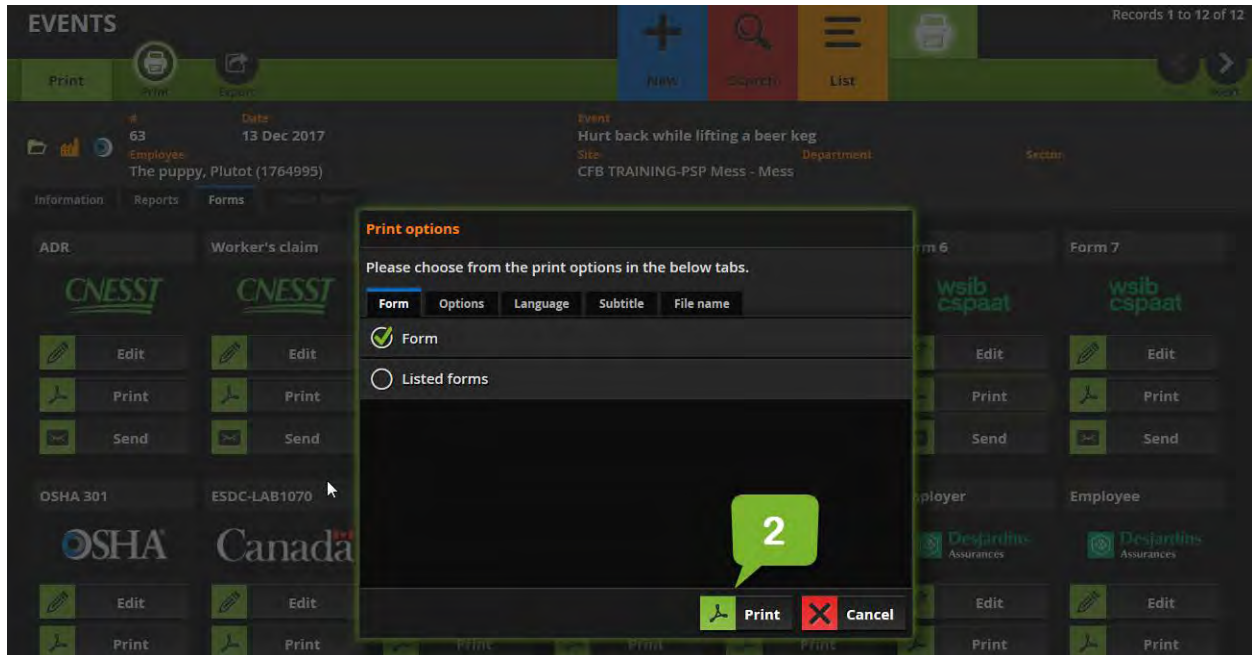 EVENTS
Records 1 to 12 of 12
Print
Print
Export
New
Search
List
Next
#
Date
Event
63
13 Dec 2017
Hurt back while lifting a beer keg
Employee
Site
Department
Sector
The puppy, Plutot (1764995)
CFB TRAINING-PSP Mess - Mess
Information
Reports
Forms
Print options
Please choose from the print options in the below tabs.
Form
Options
Language
Subtitle
File name
Form
Listed forms
2
Print
Cancel
ADR
Worker's claim
rm 6
Form 7
CNESST
CNESST
wsib
cspaat
wsib
cspaat
Edit
Edit
Edit
Edit
Print
Print
Print
Print
Send
Send
Send
Send
OSHA 301
ESDC-LAB1070
ployer
Employee
OSHA
Canada
Desjardins
Assurances
Desjardins
Assurances
Edit
Edit
Edit
Edit
Print
Print
Print
Print
Print
Print
Print